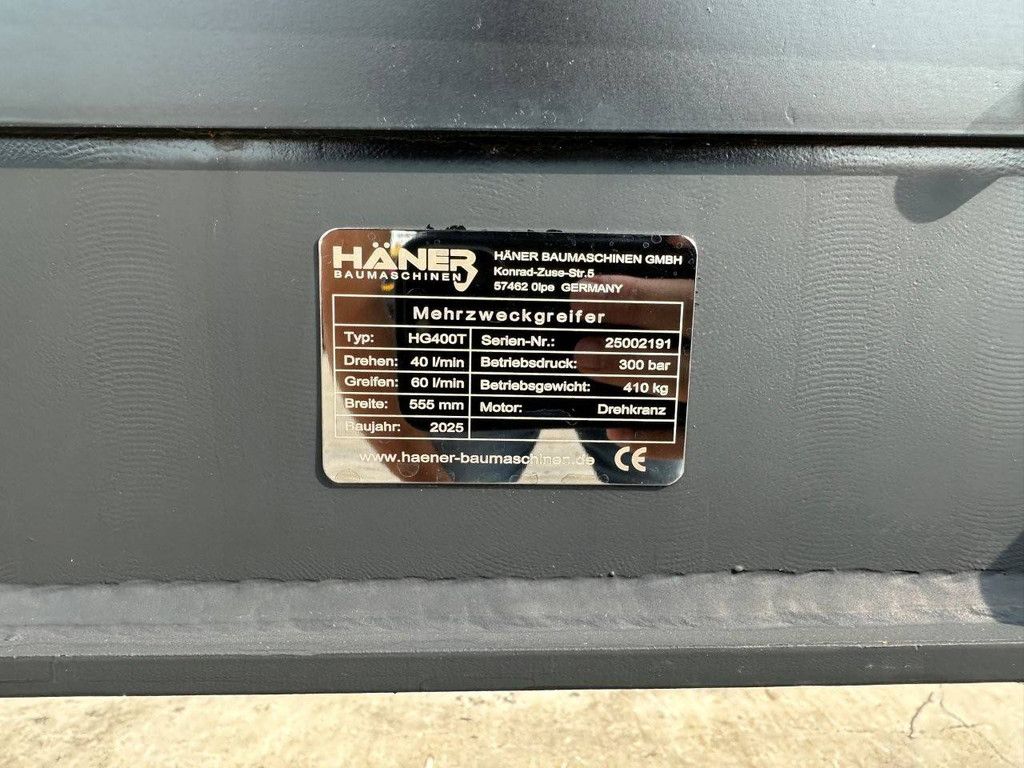 HÄNER
BAUMASCHINEN
HÄNER BAUMASCHINEN GMBH
Konrad-Zuse-Str.5
57462 Olpe GERMANY
Mehrzweckgreifer
Typ: HG400T Serien-Nr.: 25002191
Drehen: 40 l/min Betriebsdruck: 300 bar
Greifen: 60 l/min Betriebsgewicht: 410 kg
Breite: 555 mm Motor: Drehkranz
Baujahr: 2025
www.haener-baumaschinen.de CE